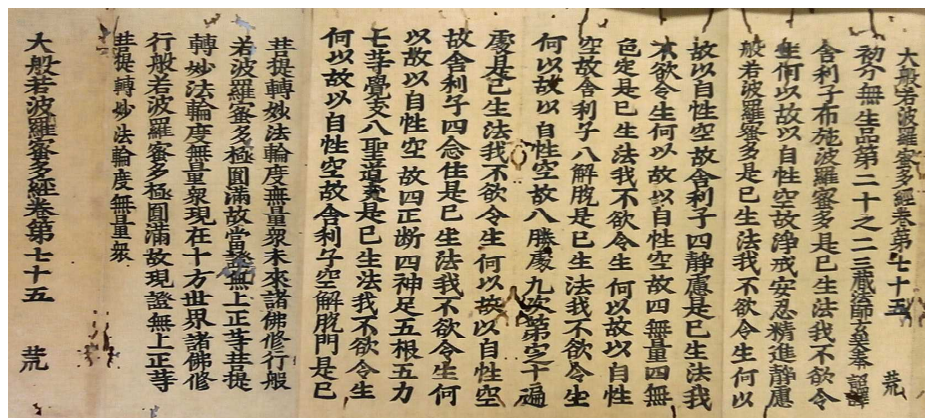 大般若波羅蜜多經卷第七十五 荒
初分無生品第二十之二三藏法師玄奘奉 詔譯
舍利子布施波羅蜜多是已生法我不欲令
生何以故以自性空故淨戒安忍精進靜慮
般若波羅蜜多是已生法我不欲令生何以
故以自性空故舍利子四靜慮是已生法我
不欲令生何以故以自性空故四無量四無
色定是已生法我不欲令生何以故以自性
空故舍利子八解脫是已生法我不欲令生
何以故以自性空故八勝處九次第定十遍
處是已生法我不欲令生何以故以自性空
故舍利子四念住是已生法我不欲令生何
以故以自性空故四正断四神足五根五力
七等覺支八聖道支是已生法我不欲令生
何以故以自性空故舍利子空解脫門是已
菩提轉妙法輪度無量衆未來諸佛修行般
若波羅蜜多極圓滿故當證無上正等菩提
轉妙法輪度無量衆現在十方世界諸佛修
行般若波羅蜜多極圓滿故現證無上正等
菩提轉妙法輪度無量衆
大般若波羅蜜多經卷第七十五 荒